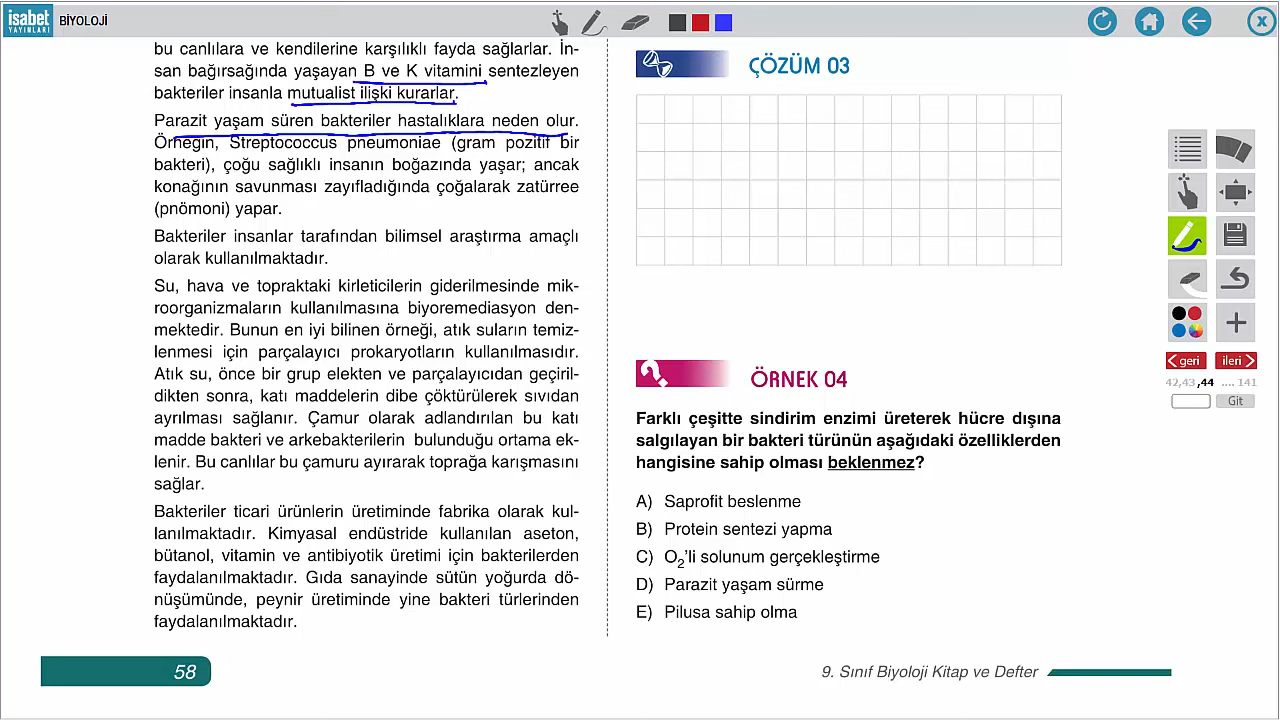 isabet
YAYINLARI
BİYOLOJİ
bu canlılara ve kendilerine karşılıklı fayda sağlarlar. İn-
san bağırsağında yaşayan B ve K vitamini sentezleyen
bakteriler insanla mutualist ilişki kurarlar.
Parazit yaşam süren bakteriler hastalıklara neden olur.
Örneğin, Streptococcus pneumoniae (gram pozitif bir
bakteri), çoğu sağlıklı insanın boğazında yaşar; ancak
konağının savunması zayıfladığında çoğalarak zatürree
(pnömoni) yapar.
Bakteriler insanlar tarafından bilimsel araştırma amaçlı
olarak kullanılmaktadır.
Su, hava ve topraktaki kirleticilerin giderilmesinde mik-
roorganizmaların kullanılmasına biyoremediasyon den-
mektedir. Bunun en iyi bilinen örneği, atık suların temiz-
lenmesi için parçalayıcı prokaryotların kullanılmasıdır.
Atık su, önce bir grup elekten ve parçalayıcıdan geçiril-
dikten sonra, katı maddelerin dibe çöktürülerek sıvıdan
ayrılması sağlanır. Çamur olarak adlandırılan bu katı
madde bakteri ve arkebakterilerin bulunduğu ortama ek-
lenir. Bu canlılar bu çamuru ayırarak toprağa karışmasını
sağlar.
Bakteriler ticari ürünlerin üretiminde fabrika olarak kul-
lanılmaktadır. Kimyasal endüstride kullanılan aseton,
bütanol, vitamin ve antibiyotik üretimi için bakterilerden
faydalanılmaktadır. Gıda sanayinde sütün yoğurda dö-
nüşümünde, peynir üretiminde yine bakteri türlerinden
faydalanılmaktadır.
58
ÇÖZÜM 03
ÖRNEK 04
Farklı çeşitte sindirim enzimi üreterek hücre dışına
salgılayan bir bakteri türünün aşağıdaki özelliklerden
hangisine sahip olması beklenmez?
A) Saprofit beslenme
B) Protein sentezi yapma
C) O₂'li solunum gerçekleştirme
D) Parazit yaşam sürme
E) Pilusa sahip olma
9. Sınıf Biyoloji Kitap ve Defter
geri ileri
42,43,44 .... 141
Git